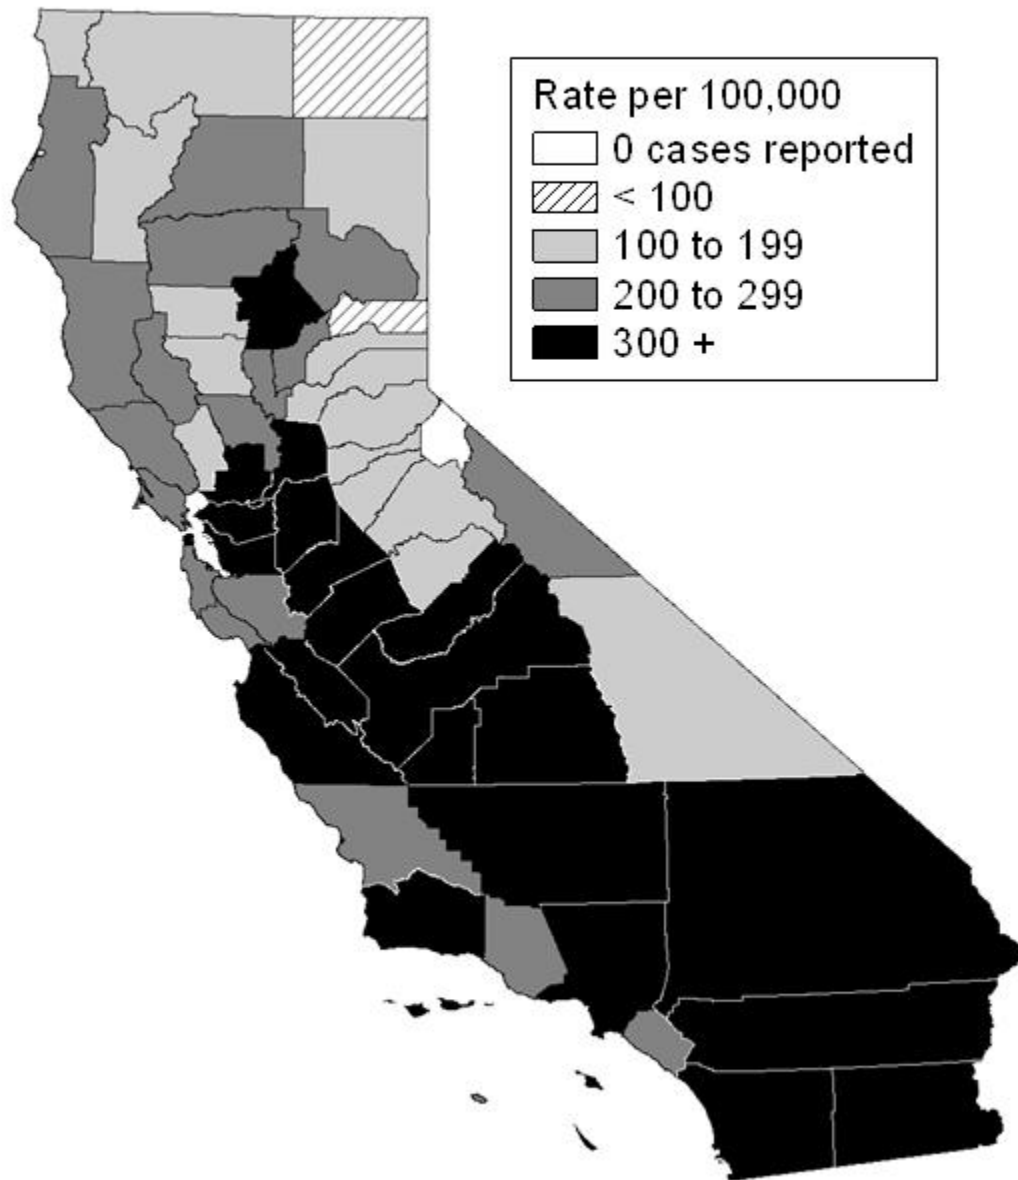 Rate per 100,000
0 cases reported
< 100
100 to 199
200 to 299
300 +